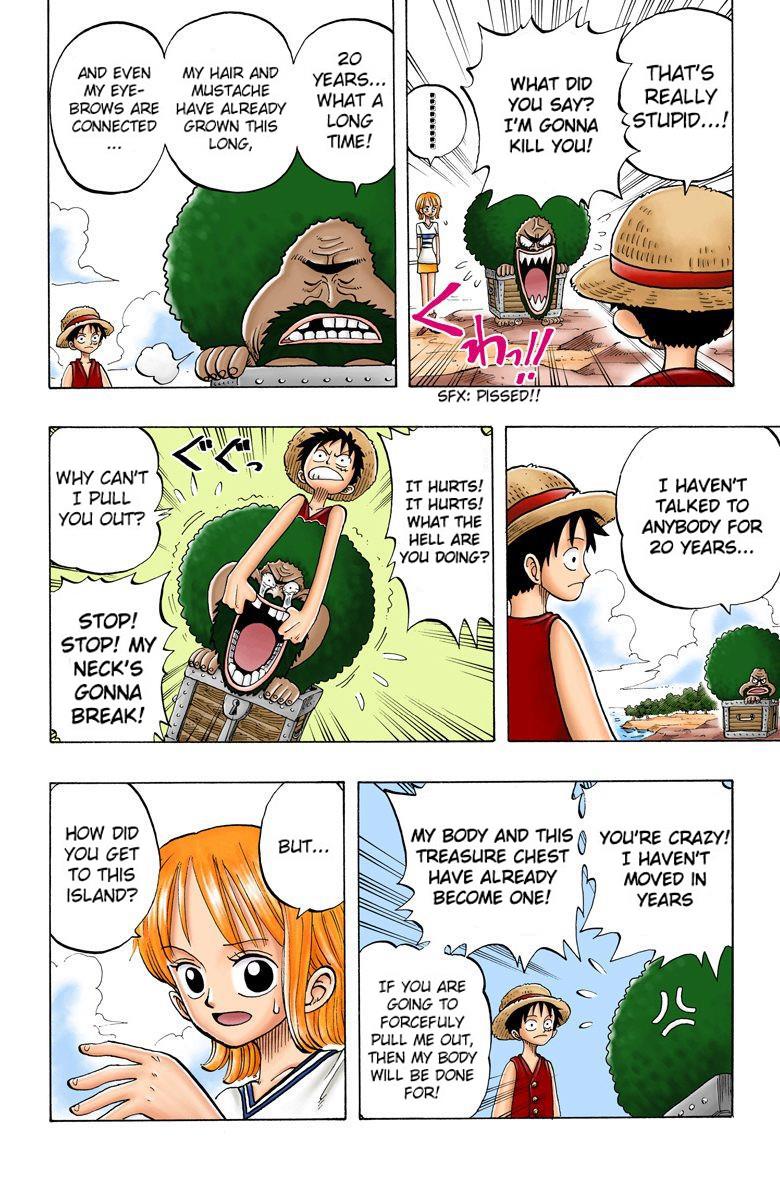 THAT'S
REALLY
STUPID...!
WHAT DID
YOU SAY?
I'M GONNA
KILL YOU!
くわっ!!
SFX: PISSED!!
20
YEARS...
WHAT A
LONG
TIME!
MY HAIR AND
MUSTACHE
HAVE ALREADY
GROWN THIS
LONG,
AND EVEN
MY EYE-
BROWS ARE
CONNECTED
...
I HAVEN'T
TALKED TO
ANYBODY FOR
20 YEARS...
IT HURTS!
IT HURTS!
WHAT THE
HELL ARE
YOU DOING?
ぐぐっ
WHY CAN'T
I PULL
YOU OUT?
STOP!
STOP! MY
NECK'S
GONNA
BREAK!
YOU'RE CRAZY!
I HAVEN'T
MOVED IN
YEARS
MY BODY AND THIS
TREASURE CHEST
HAVE ALREADY
BECOME ONE!
IF YOU ARE
GOING TO
FORCEFULY
PULL ME OUT,
THEN MY BODY
WILL BE DONE
FOR!
BUT...
HOW DID
YOU GET
TO THIS
ISLAND?